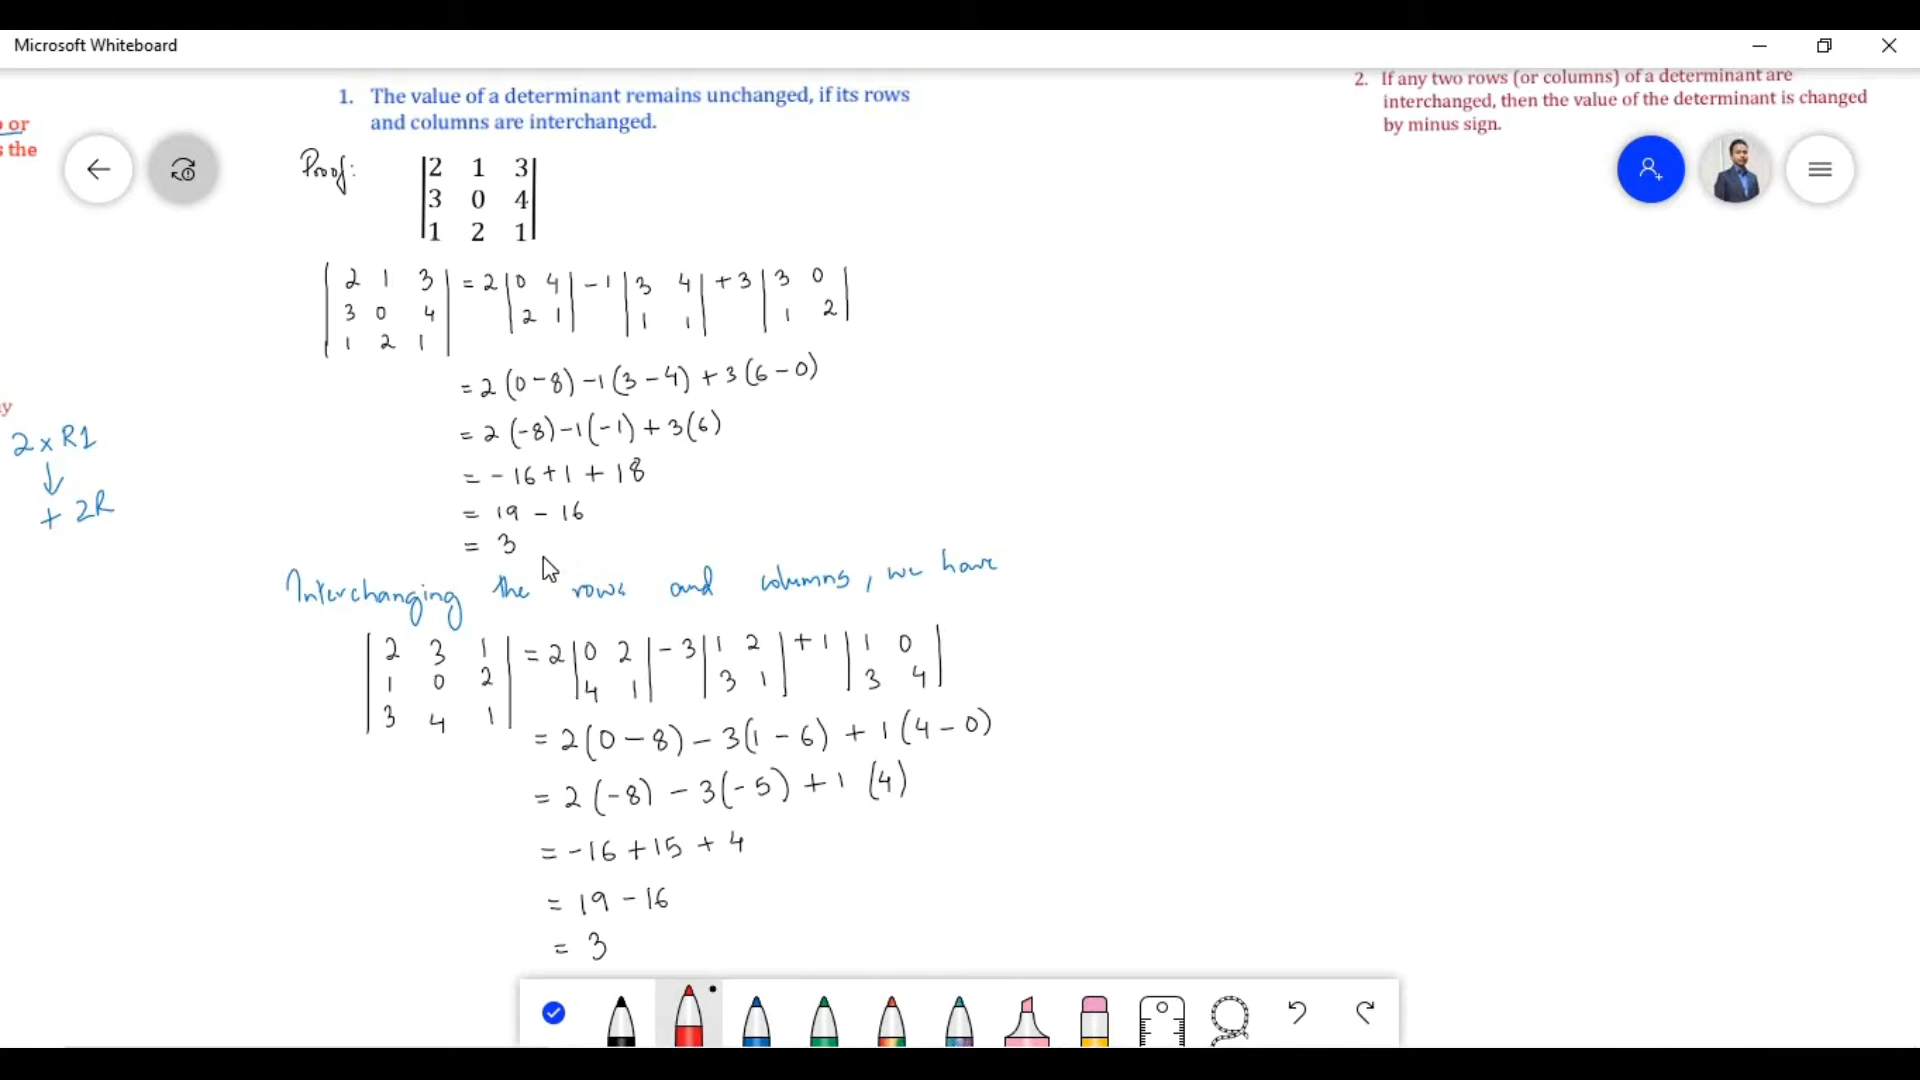 Microsoft Whiteboard
or
the
y
2 x R1
↓
+ 2R
1. The value of a determinant remains unchanged, if its rows
and columns are interchanged.
Proof:
|2 1 3|
|3 0 4|
|1 2 1|
|2 1 3| = 2 |0 4| - 1 |3 4| + 3 |3 0|
|3 0 4| |2 1| |1 1| |1 2|
|1 2 1|
= 2 (0 - 8) - 1 (3 - 4) + 3 (6 - 0)
= 2 (-8) - 1 (-1) + 3 (6)
= - 16 + 1 + 18
= 19 - 16
= 3
Interchanging the rows and columns, we have
|2 3 1| = 2 |0 2| - 3 |1 2| + 1 |1 0|
|1 0 2| |4 1| |3 1| |3 4|
|3 4 1|
= 2 (0 - 8) - 3 (1 - 6) + 1 (4 - 0)
= 2 (-8) - 3 (-5) + 1 (4)
= -16 + 15 + 4
= 19 - 16
= 3
2. If any two rows (or columns) of a determinant are
interchanged, then the value of the determinant is changed
by minus sign.